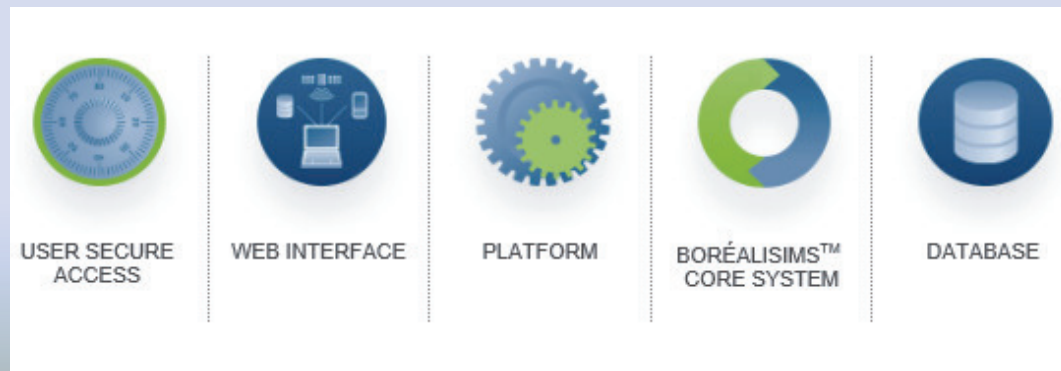 USER SECURE
ACCESS
WEB INTERFACE
PLATFORM
BORÉALISIMS™
CORE SYSTEM
DATABASE